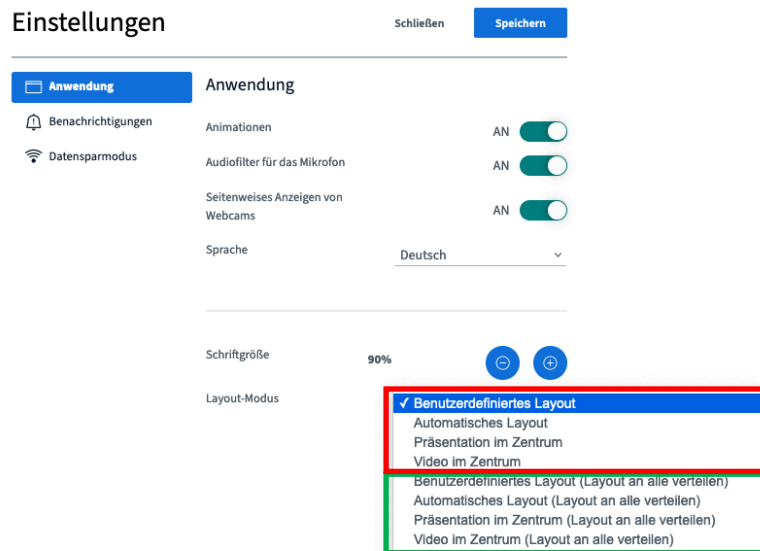 Einstellungen
Schließen
Speichern
Anwendung
Benachrichtigungen
Datensparmodus
Anwendung
Animationen
AN
Audiofilter für das Mikrofon
AN
Seitenweises Anzeigen von
Webcams
AN
Sprache
Deutsch
Schriftgröße
90%
Layout-Modus
✓ Benutzerdefiniertes Layout
Automatisches Layout
Präsentation im Zentrum
Video im Zentrum
Benutzerdefiniertes Layout (Layout an alle verteilen)
Automatisches Layout (Layout an alle verteilen)
Präsentation im Zentrum (Layout an alle verteilen)
Video im Zentrum (Layout an alle verteilen)